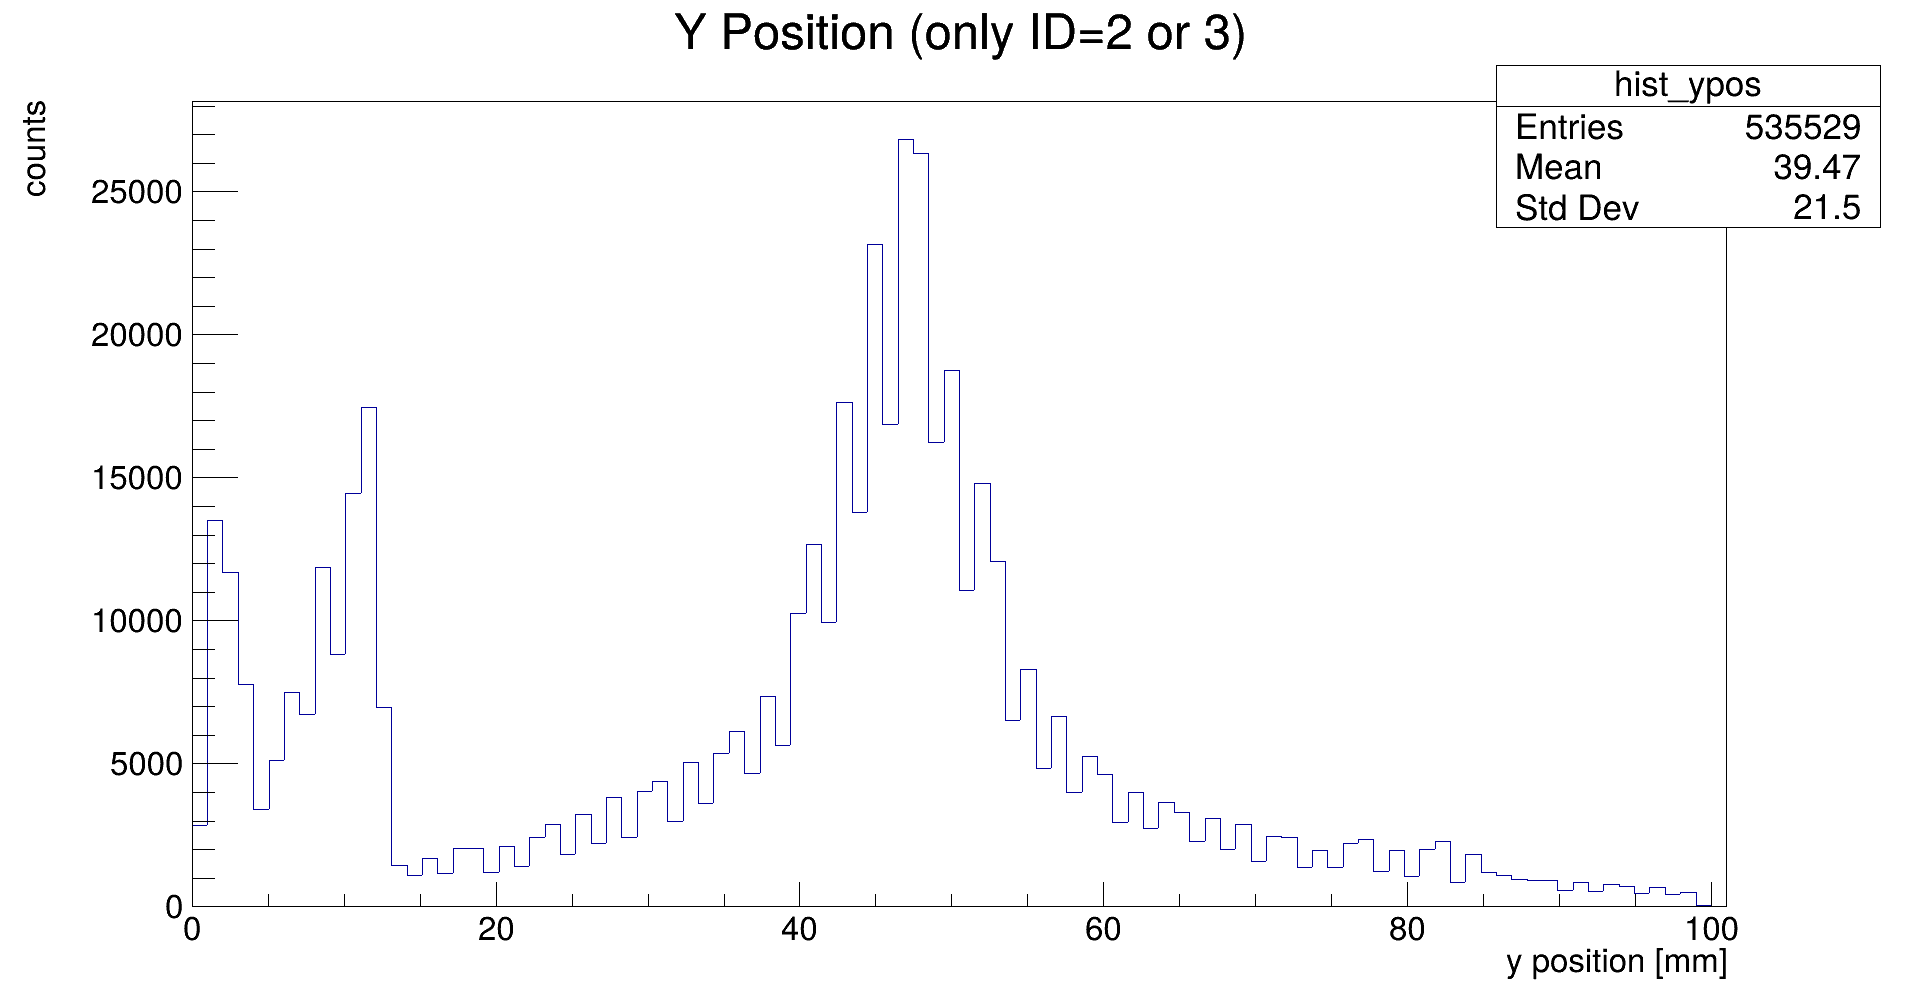 Y Position (only ID=2 or 3)
hist_ypos
Entries 535529
Mean 39.47
Std Dev 21.5
counts
25000
20000
15000
10000
5000
0
0 20 40 60 80 100
y position [mm]